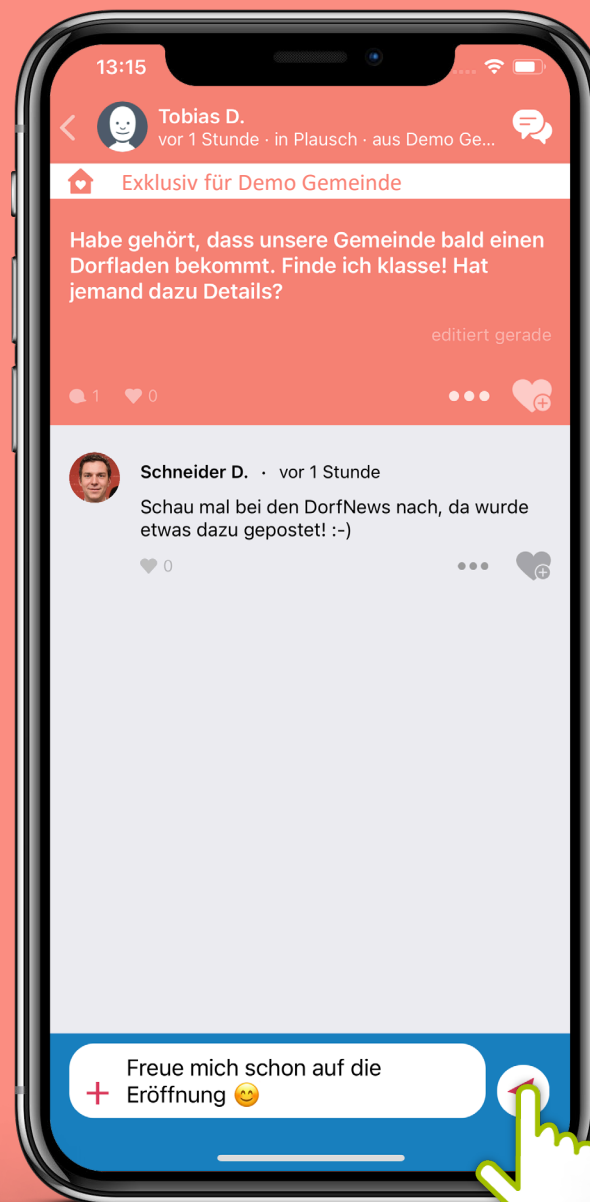 13:15
Tobias D.
vor 1 Stunde · in Plausch · aus Demo Ge...
Exklusiv für Demo Gemeinde
Habe gehört, dass unsere Gemeinde bald einen
Dorfladen bekommt. Finde ich klasse! Hat
jemand dazu Details?
editiert gerade
1 0
Schneider D. · vor 1 Stunde
Schau mal bei den DorfNews nach, da wurde
etwas dazu gepostet! :-)
0
Freue mich schon auf die
Eröffnung 😊